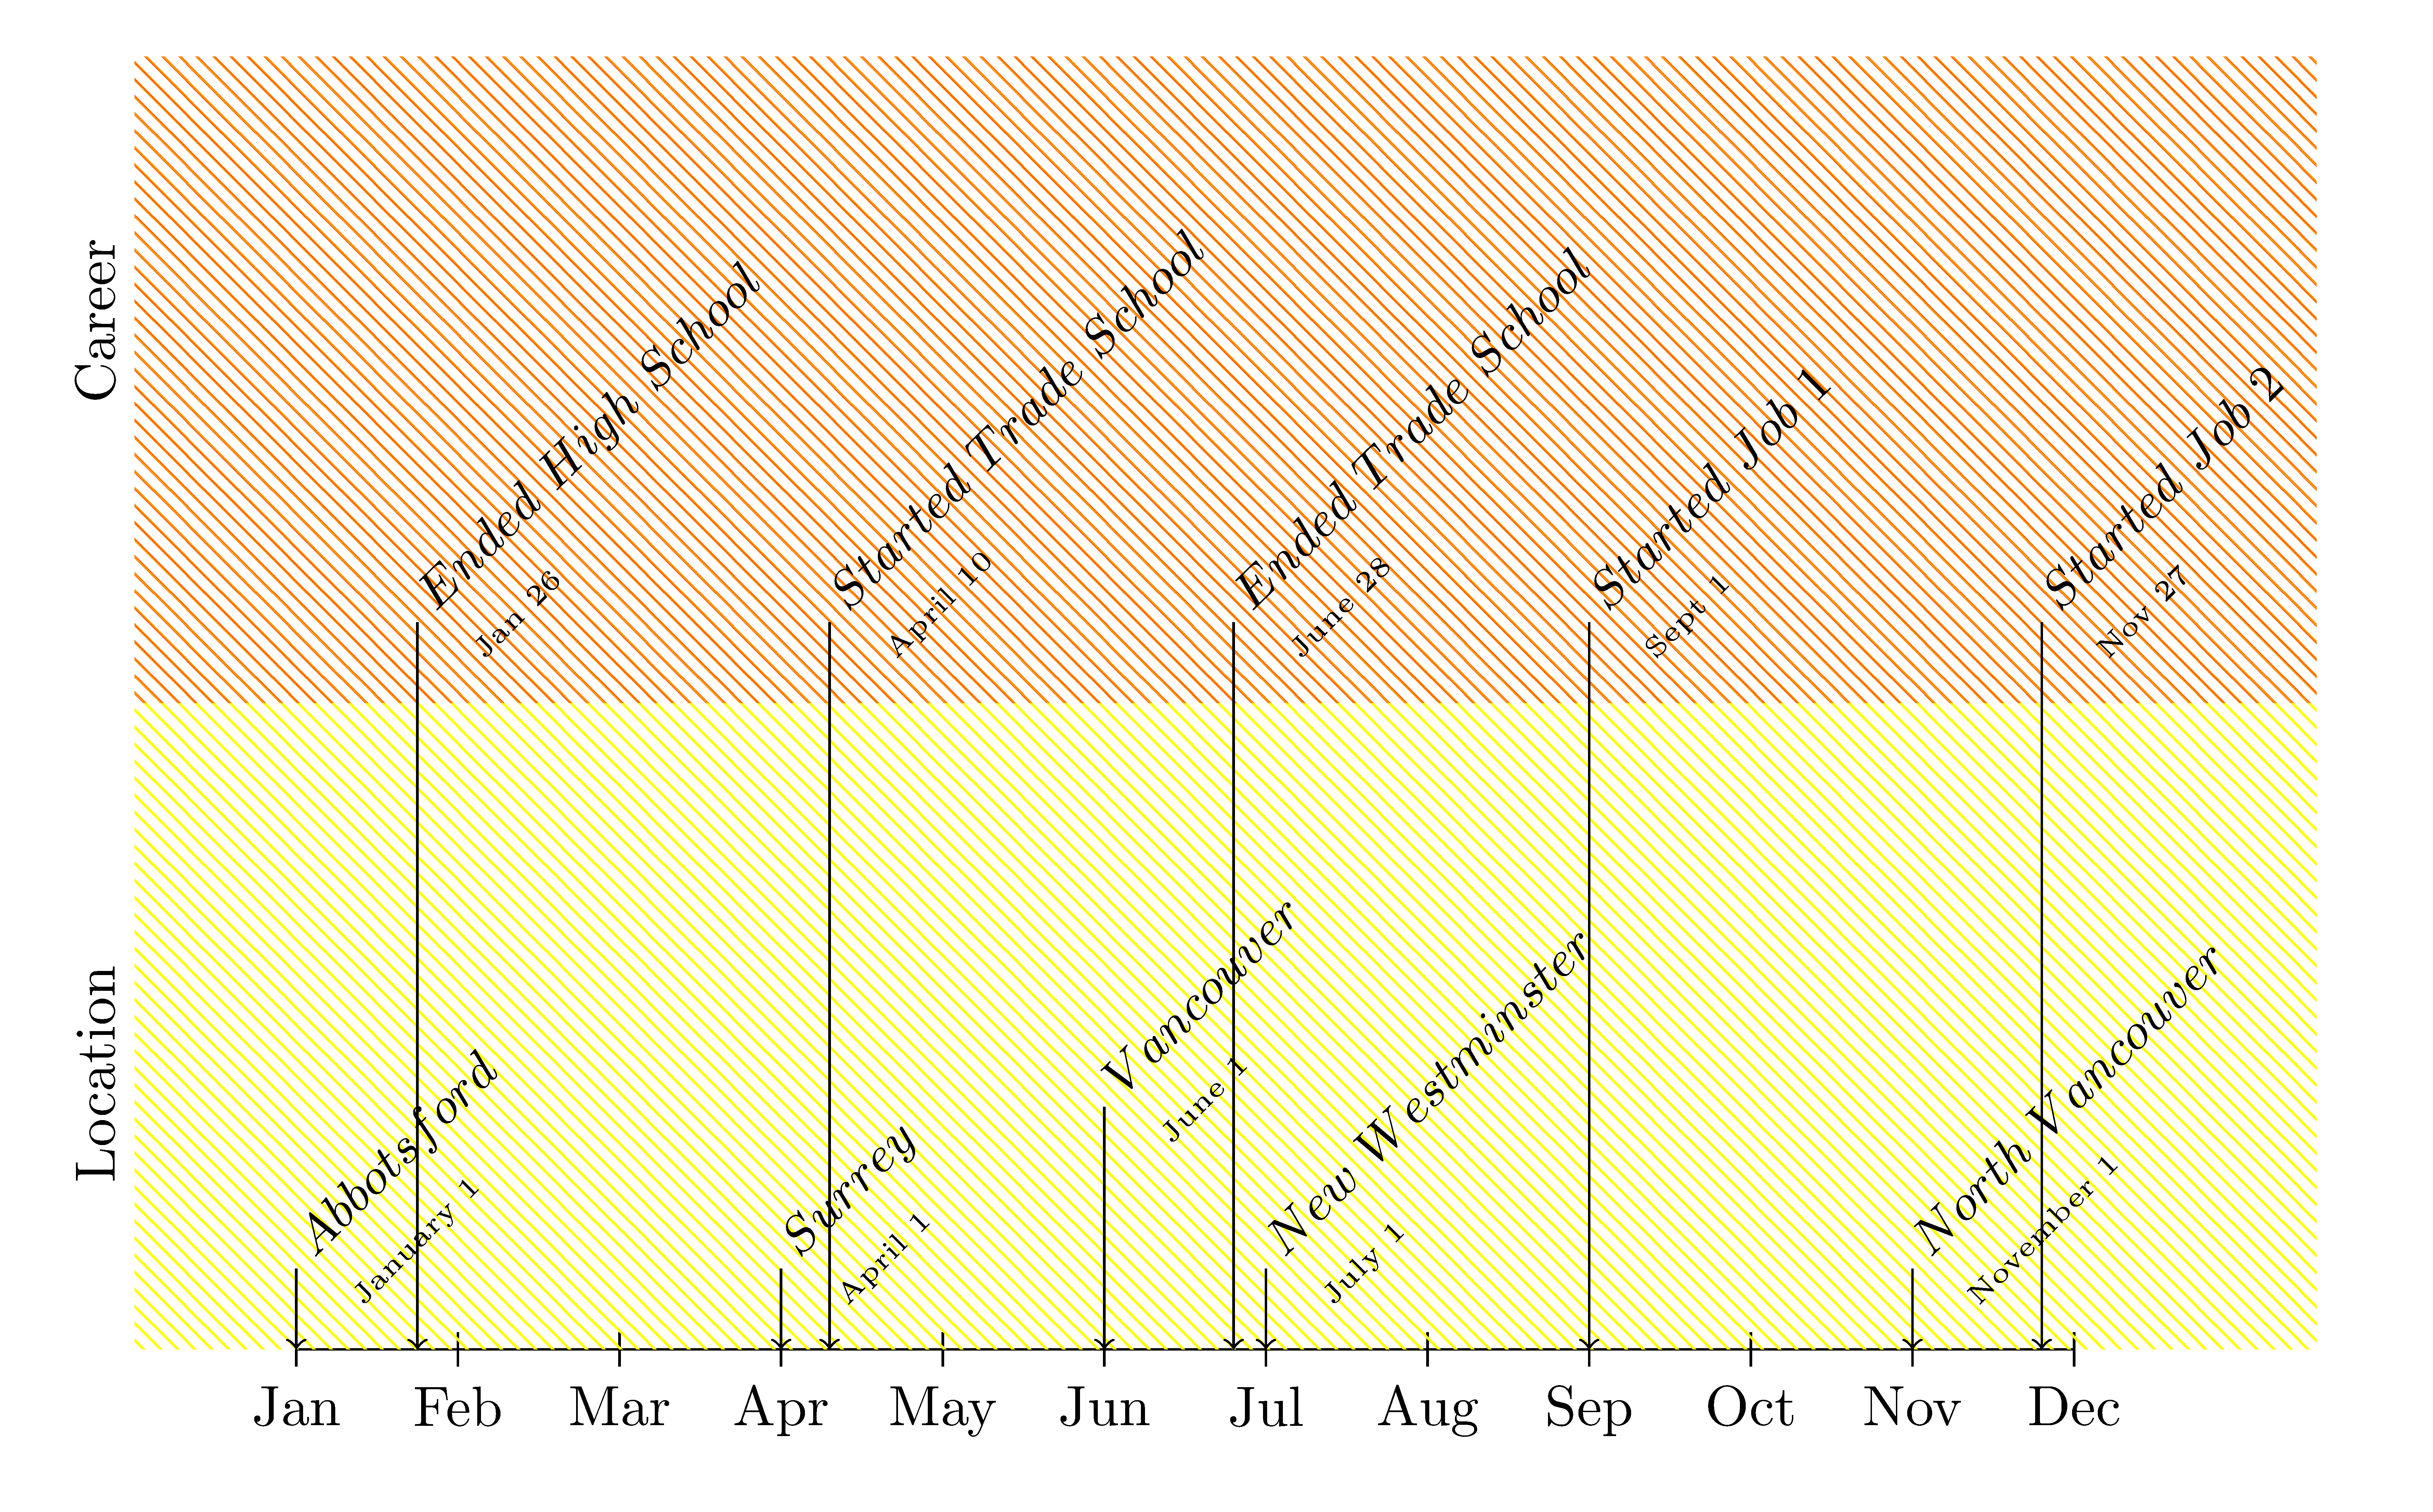 Career
Ended High School
Jan 26
Started Trade School
April 10
Ended Trade School
June 28
Started Job 1
Sept 1
Started Job 2
Nov 27
Location
Abbotsford
January 1
Surrey
April 1
Vancouver
June 1
New Westminster
July 1
North Vancouver
November 1
Jan Feb Mar Apr May Jun Jul Aug Sep Oct Nov Dec